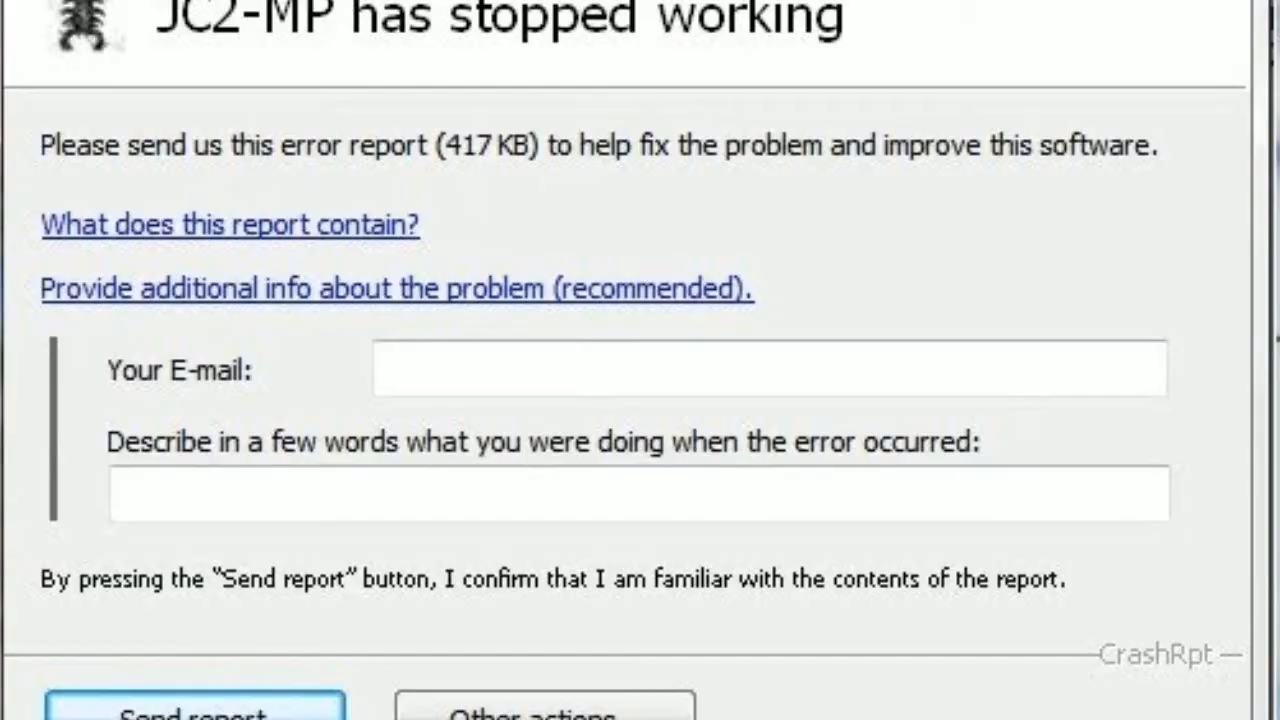 JC2-MP has stopped working
Please send us this error report (417 KB) to help fix the problem and improve this software.
What does this report contain?
Provide additional info about the problem (recommended).
Your E-mail:
Describe in a few words what you were doing when the error occurred:
By pressing the "Send report" button, I confirm that I am familiar with the contents of the report.
CrashRpt
Send report
Other actions